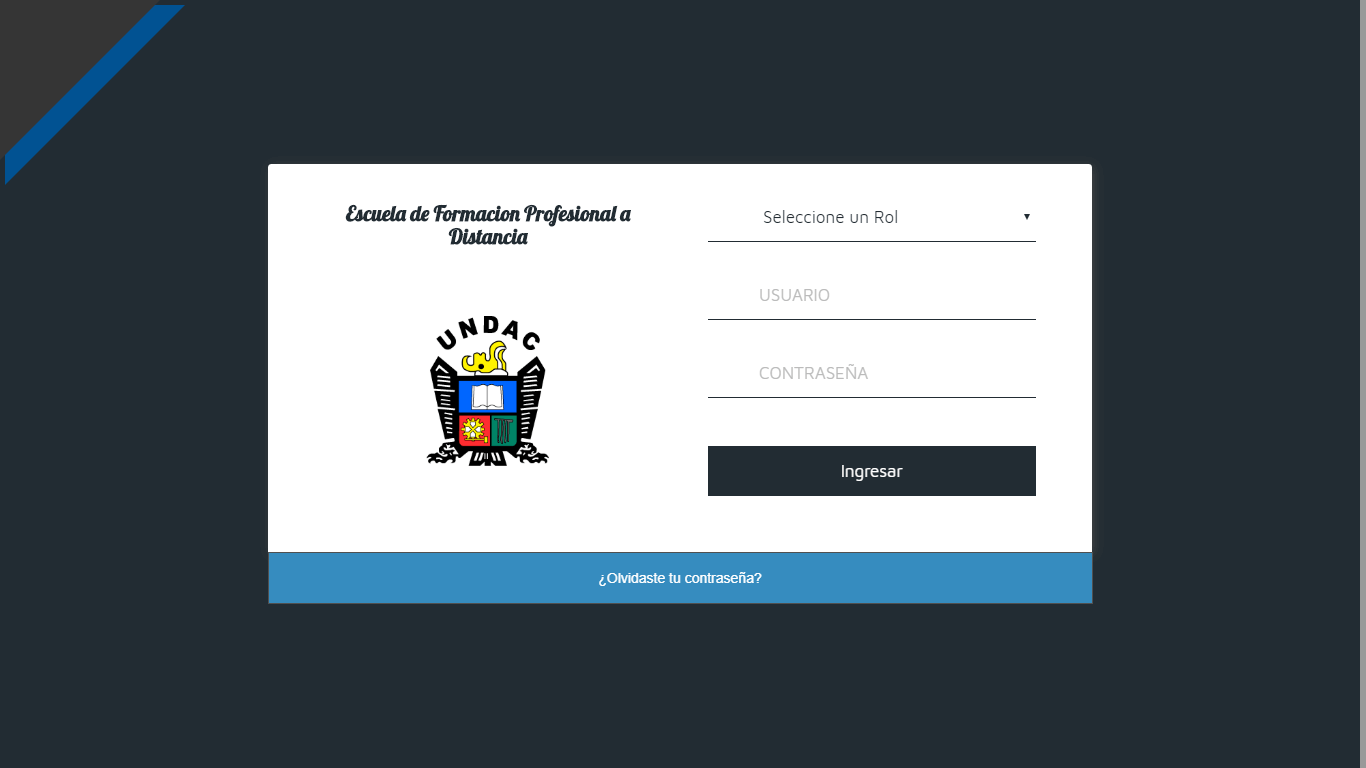 Escuela de Formacion Profesional a
Distancia
UNDAC
Seleccione un Rol
USUARIO
CONTRASEÑA
Ingresar
¿Olvidaste tu contraseña?